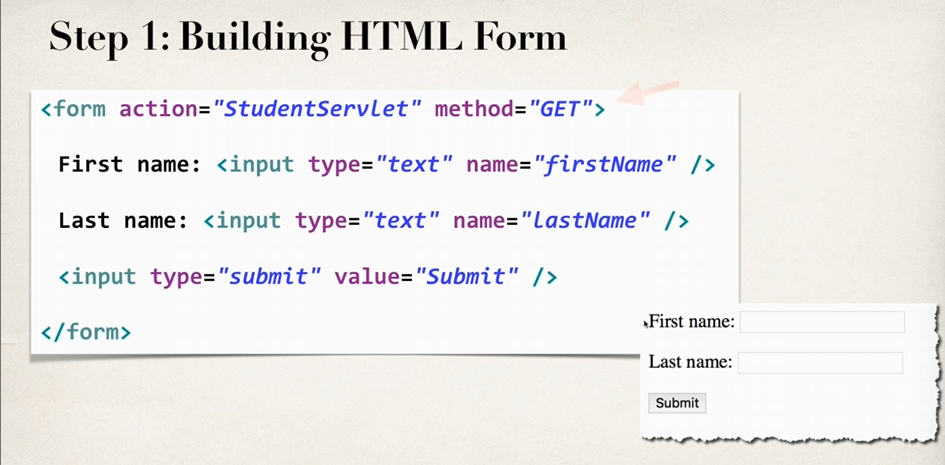 Step 1: Building HTML Form
<form action="StudentServlet" method="GET">
First name: <input type="text" name="firstName" />
Last name: <input type="text" name="lastName" />
<input type="submit" value="Submit" />
</form>
First name:
Last name:
Submit